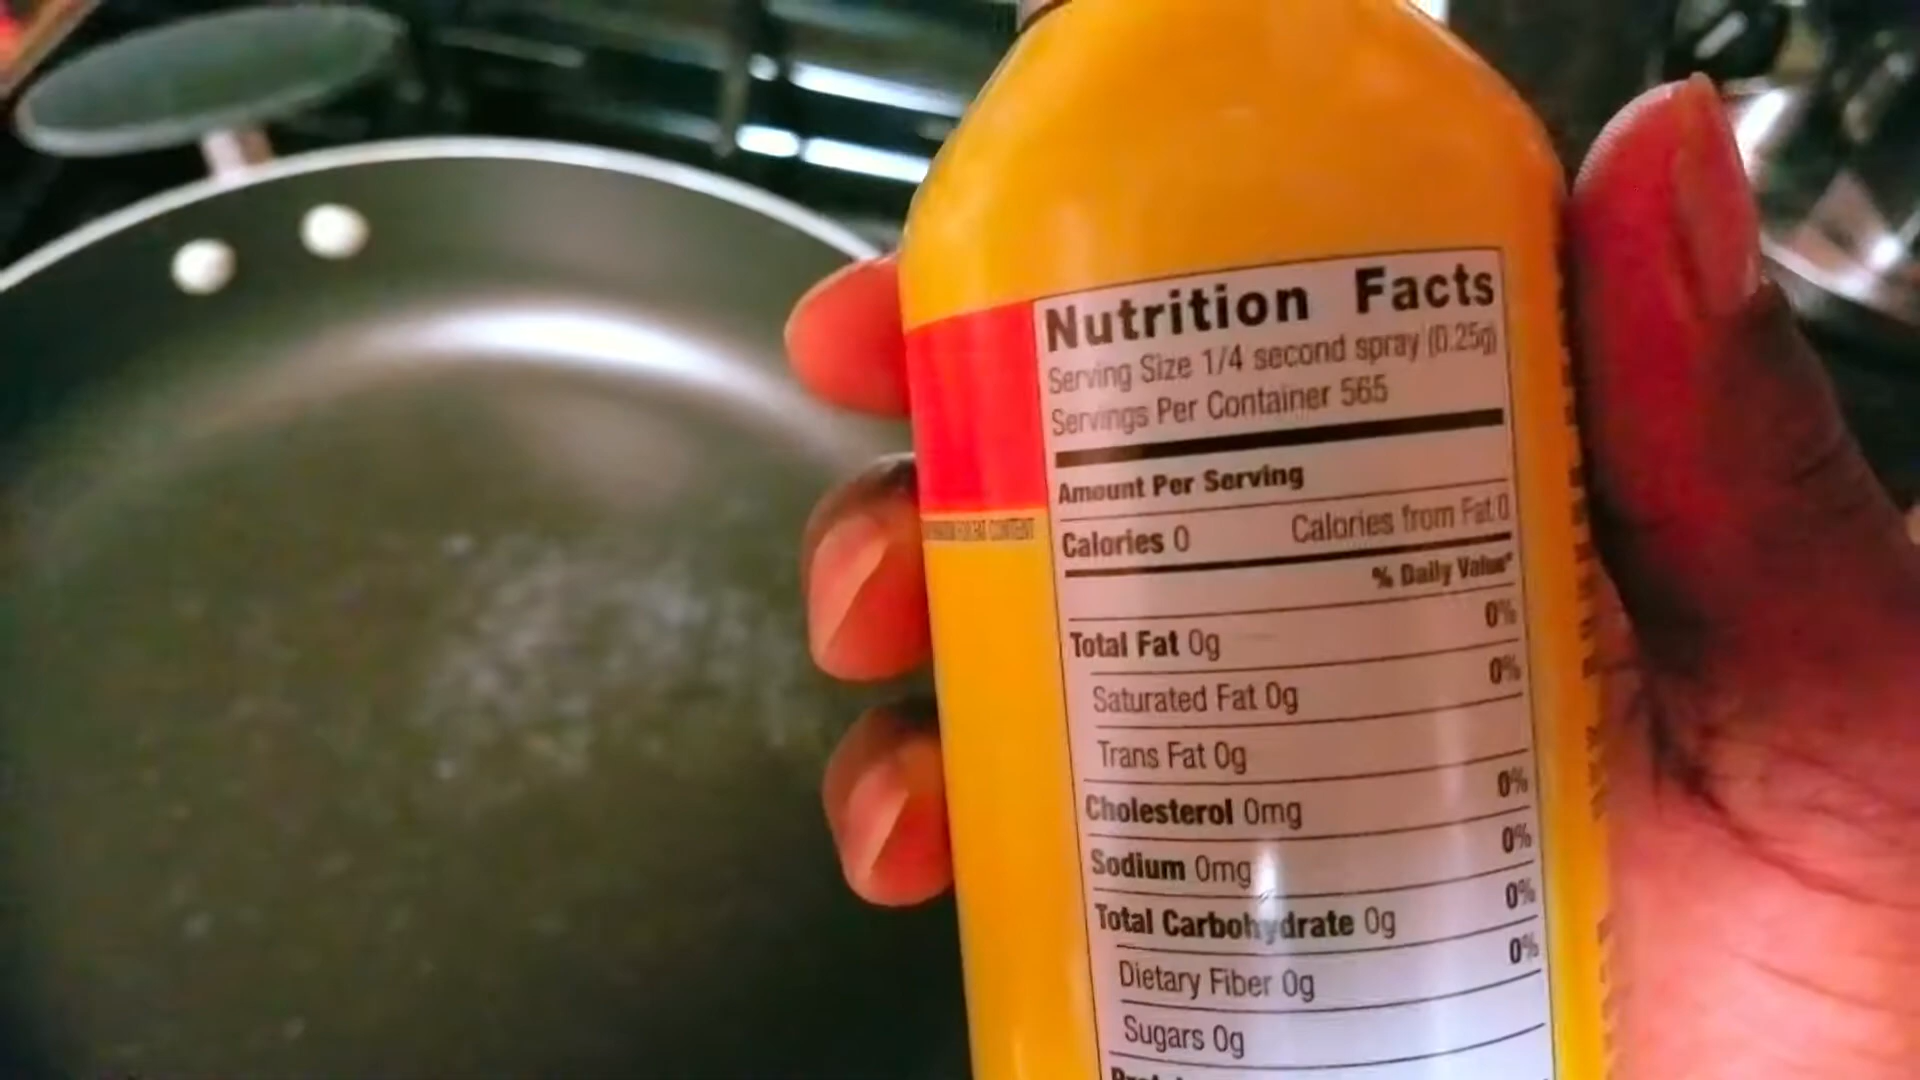 Nutrition Facts
Serving Size 1/4 second spray (0.25g)
Servings Per Container 565
Amount Per Serving
Calories 0 Calories from Fat 0
% Daily Value*
Total Fat 0g 0%
Saturated Fat 0g 0%
Trans Fat 0g
Cholesterol 0mg 0%
Sodium 0mg 0%
Total Carbohydrate 0g 0%
Dietary Fiber 0g 0%
Sugars 0g
FAT CONTENT